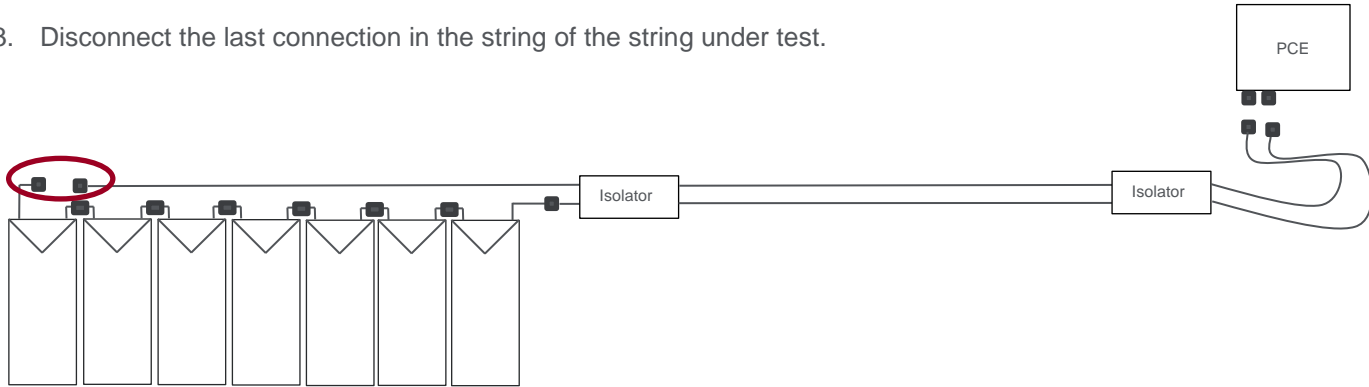 3. Disconnect the last connection in the string of the string under test.
PCE
Isolator
Isolator